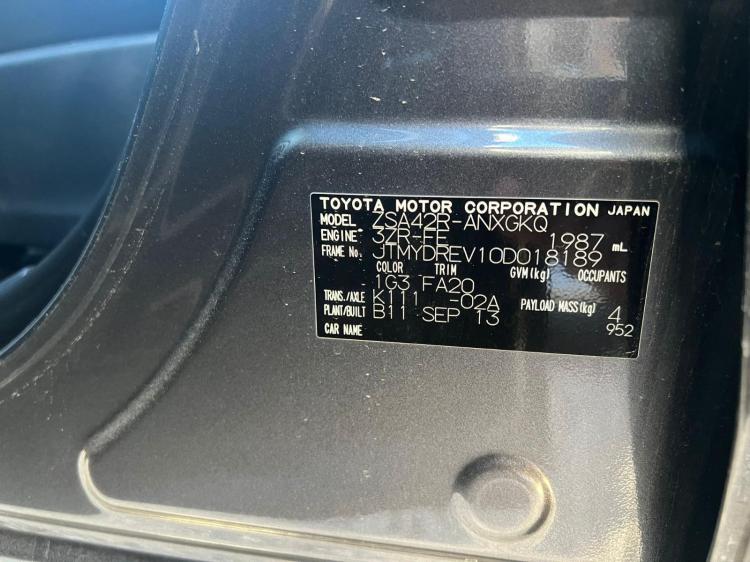 TOYOTA MOTOR CORPORATION JAPAN
MODEL ZSA42R-ANXGKQ
ENGINE 3ZR-FE 1987 mL
FRAME No. JTMYDREV10D018189
COLOR TRIM GVM(kg) OCCUPANTS
1G3 FA20
TRANS./AXLE K111 -02A PAYLOAD MASS(kg) 4
PLANT/BUILT B11 SEP 13 952
CAR NAME